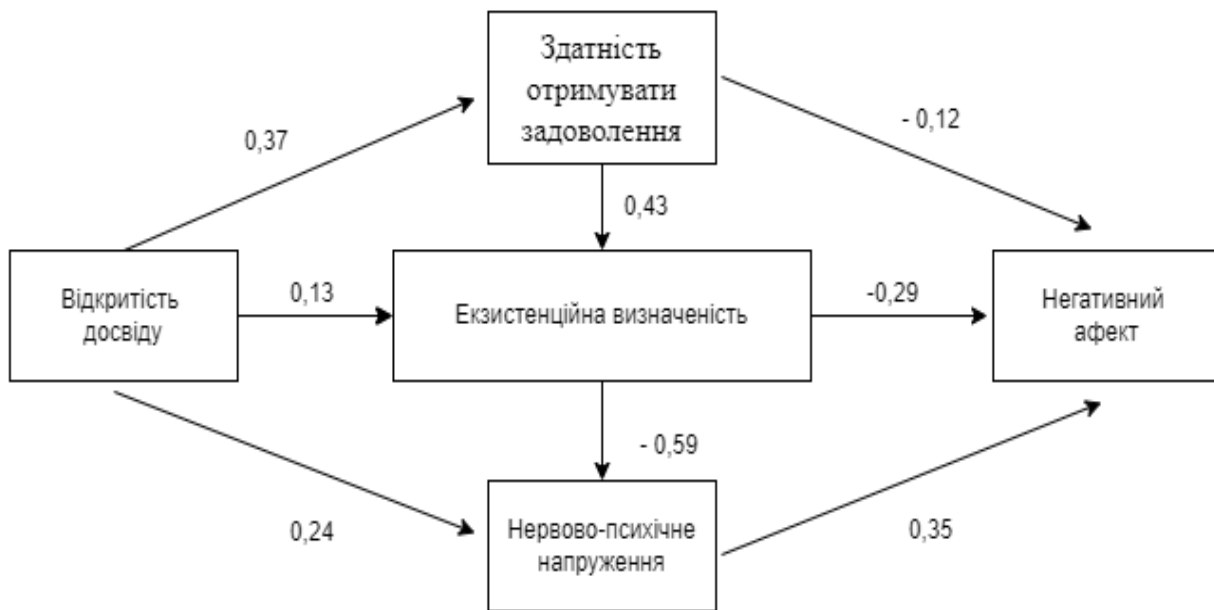 Здатність
отримувати
задоволення
0,37
- 0,12
0,43
Відкритість
досвіду
0,13
Екзистенційна визначеність
-0,29
Негативний
афект
- 0,59
0,24
Нервово-психічне
напруження
0,35